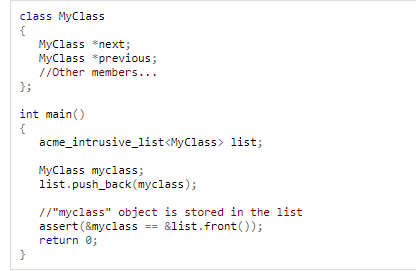 class MyClass
{
   MyClass *next;
   MyClass *previous;
   //Other members...
};

int main()
{
   acme_intrusive_list<MyClass> list;

   MyClass myclass;
   list.push_back(myclass);

   //"myclass" object is stored in the list
   assert(&myclass == &list.front());
   return 0;
}